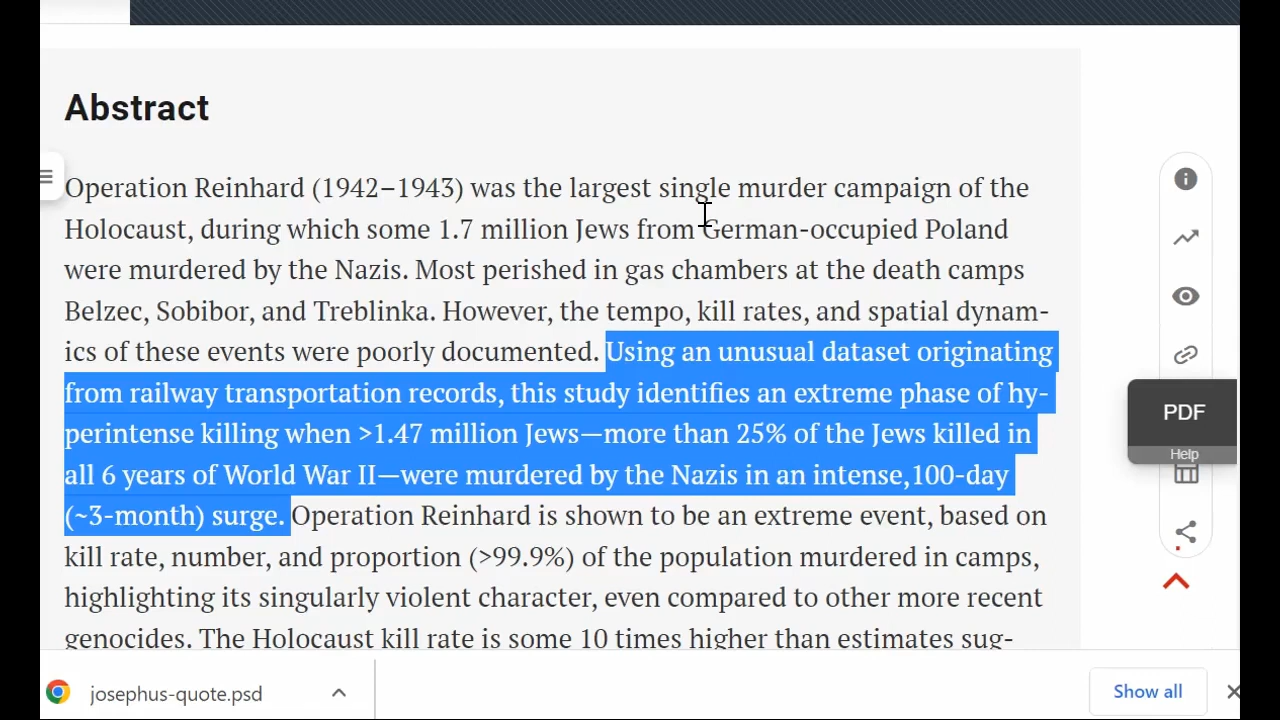 Abstract
Operation Reinhard (1942–1943) was the largest single murder campaign of the
Holocaust, during which some 1.7 million Jews from German-occupied Poland
were murdered by the Nazis. Most perished in gas chambers at the death camps
Belzec, Sobibor, and Treblinka. However, the tempo, kill rates, and spatial dynam-
ics of these events were poorly documented. Using an unusual dataset originating
from railway transportation records, this study identifies an extreme phase of hy-
perintense killing when >1.47 million Jews—more than 25% of the Jews killed in
all 6 years of World War II—were murdered by the Nazis in an intense,100-day
(~3-month) surge. Operation Reinhard is shown to be an extreme event, based on
kill rate, number, and proportion (>99.9%) of the population murdered in camps,
highlighting its singularly violent character, even compared to other more recent
genocides. The Holocaust kill rate is some 10 times higher than estimates sug-
PDF
Help
josephus-quote.psd
Show all